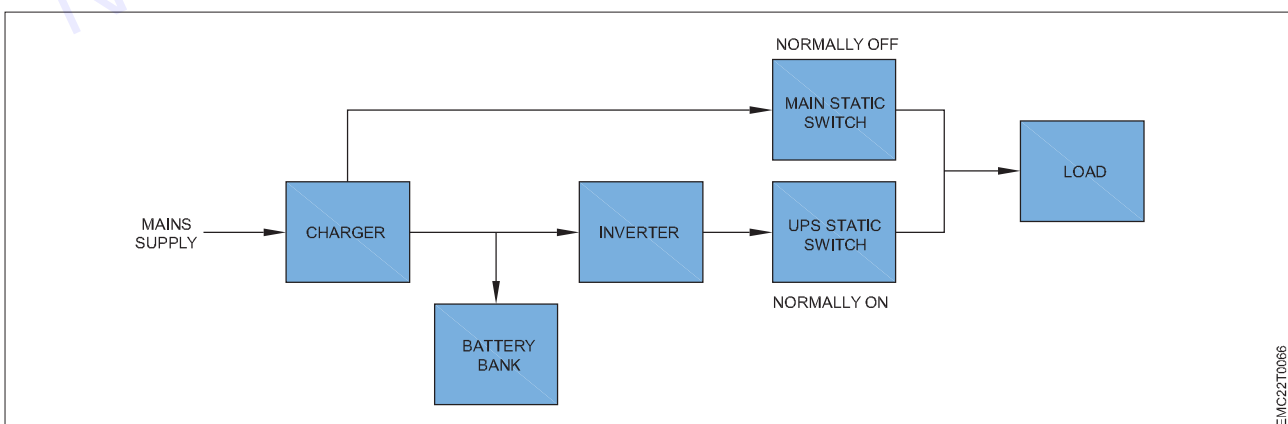 NORMALLY OFF
MAIN STATIC
SWITCH
LOAD
MAINS
SUPPLY
CHARGER
INVERTER
UPS STATIC
SWITCH
NORMALLY ON
BATTERY
BANK
EMC22T0066